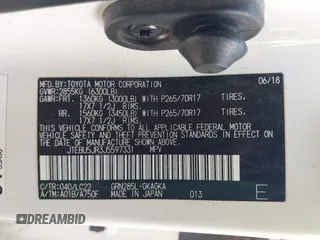 MFD. BY: TOYOTA MOTOR CORPORATION 06/18
GVWR: 2855KG (6300LB)
GAWR: FRT. 1360KG (3000LB) WITH P265/70R17 TIRES.
17X7 1/2J RIMS.
RR. 1560KG (3450LB) WITH P265/70R17 TIRES.
17X7 1/2J RIMS.
THIS VEHICLE CONFORMS TO ALL APPLICABLE FEDERAL MOTOR VEHICLE
SAFETY AND THEFT PREVENTION STANDARDS IN EFFECT ON THE DATE
OF MANUFACTURE SHOWN ABOVE.
JTEBU5JR3J5597331 MPV
C/TR: 040/LC22 GRN285L-GKAGKA
A/TM: A01B/A750F MADE IN JAPAN 013 E
AutoBidMaster